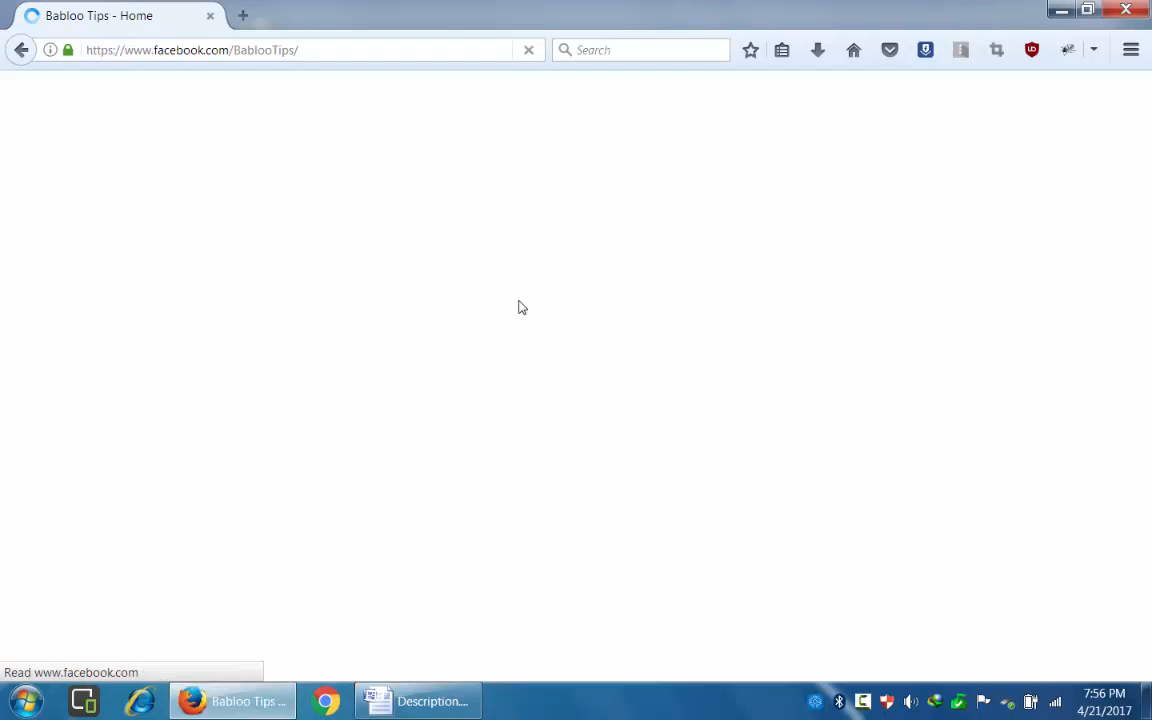 Babloo Tips - Home
https://www.facebook.com/BablooTips/
Search
Read www.facebook.com
Babloo Tips ...
Description....
7:56 PM
4/21/2017